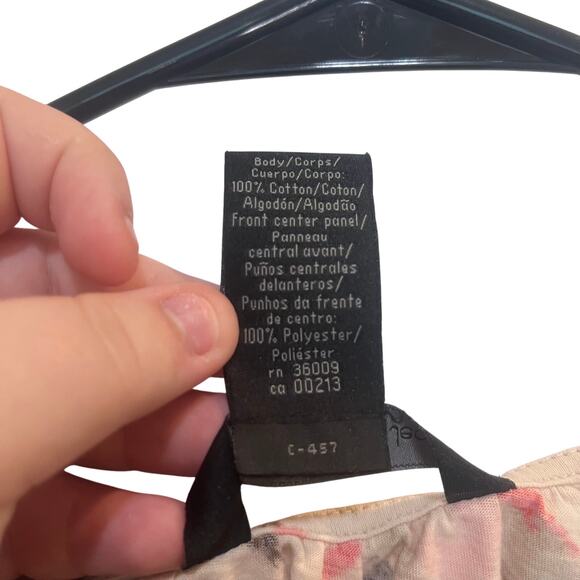 Body/Corps/
Cuerpo/Corpo:
100% Cotton/Coton/
Algodón/Algodão
Front center panel/
Panneau
central avant/
Puños centrales
delanteros/
Punhos da frente
de centro:
100% Polyester/
Poliéster
rn 36009
ca 00213
C-457